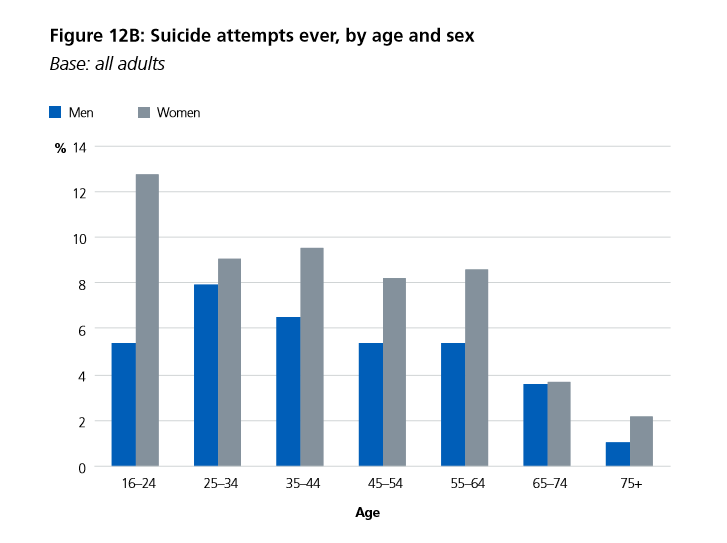 Figure 12B: Suicide attempts ever, by age and sex
Base: all adults
Men Women
% 14
12
10
8
6
4
2
0
16–24 25–34 35–44 45–54 55–64 65–74 75+
Age